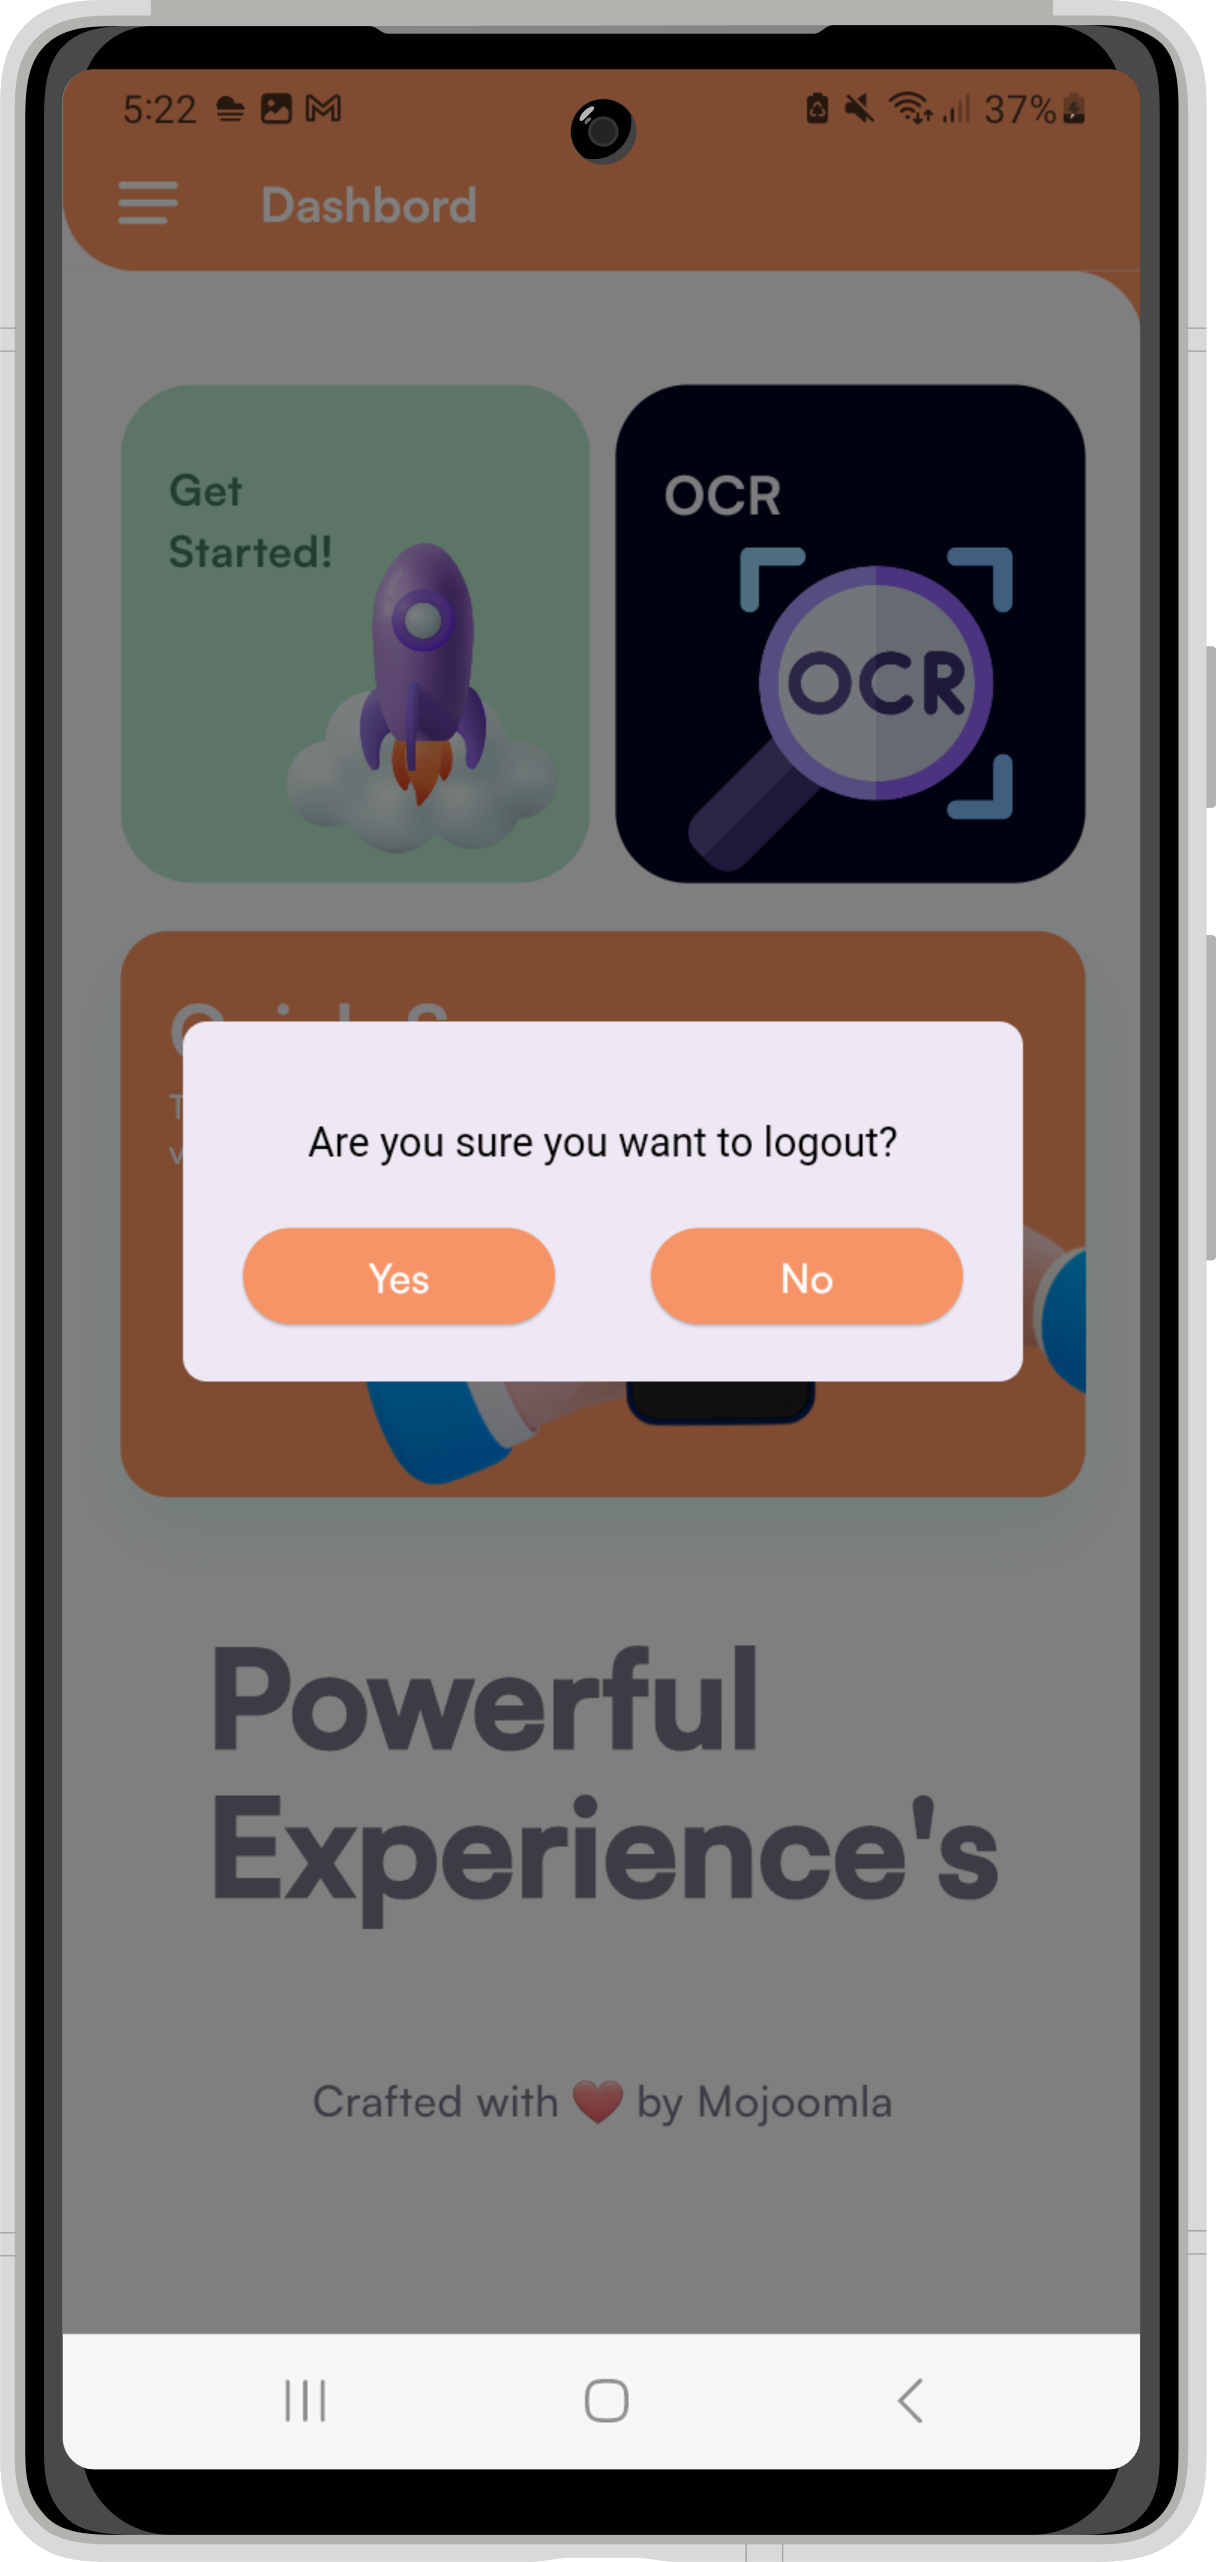 5:22
37%
Dashbord
Get
Started!
OCR
OCR
Are you sure you want to logout?
Yes
No
Powerful
Experience's
Crafted with ❤️ by Mojoomla